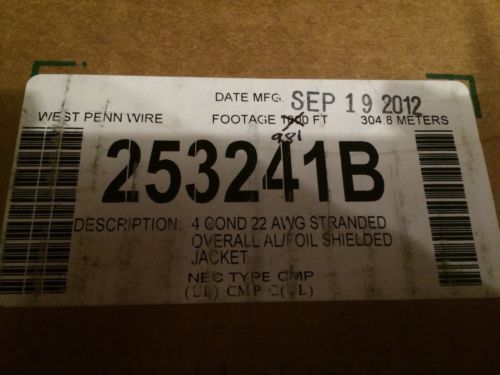 DATE MFG. SEP 19 2012
WEST PENN WIRE FOOTAGE 1000 FT 304.8 METERS
981
253241B
DESCRIPTION: 4 COND 22 AWG STRANDED
OVERALL AL/FOIL SHIELDED
JACKET
NEC TYPE CMP
(UL) CMP C(UL)